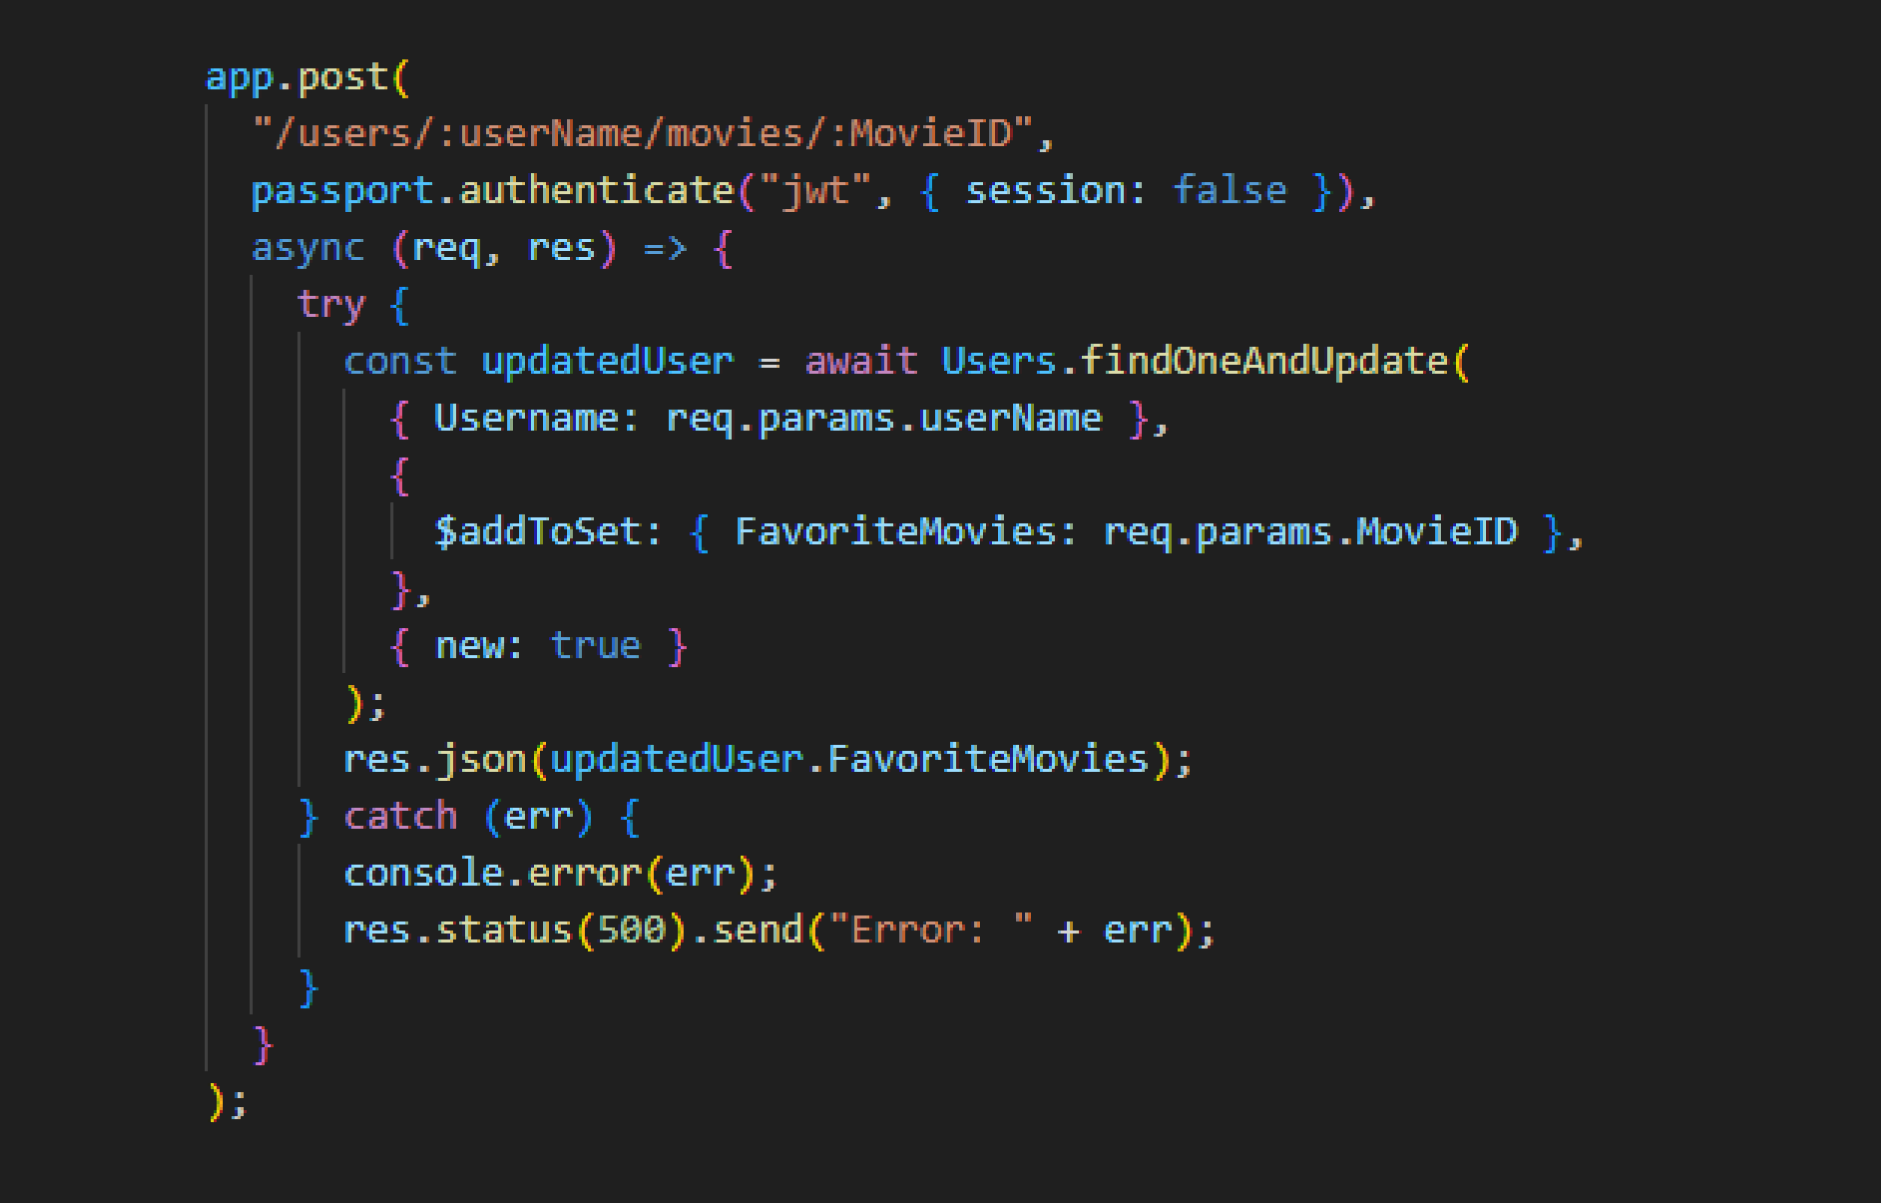 app.post(
  "/users/:userName/movies/:MovieID",
  passport.authenticate("jwt", { session: false }),
  async (req, res) => {
    try {
      const updatedUser = await Users.findOneAndUpdate(
        { Username: req.params.userName },
        {
          $addToSet: { FavoriteMovies: req.params.MovieID },
        },
        { new: true }
      );
      res.json(updatedUser.FavoriteMovies);
    } catch (err) {
      console.error(err);
      res.status(500).send("Error: " + err);
    }
  }
);